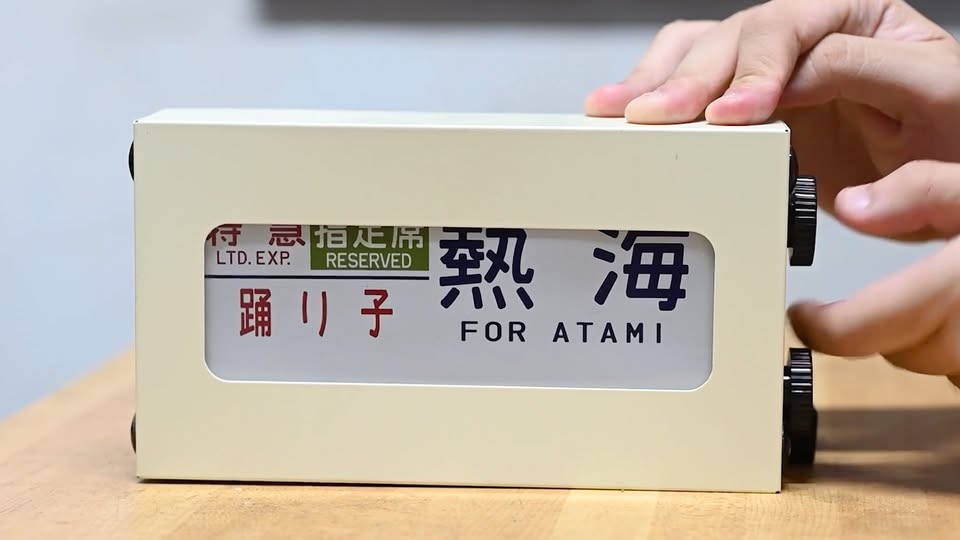 特急 指定席 熱海
LTD. EXP. RESERVED
踊り子 FOR ATAMI